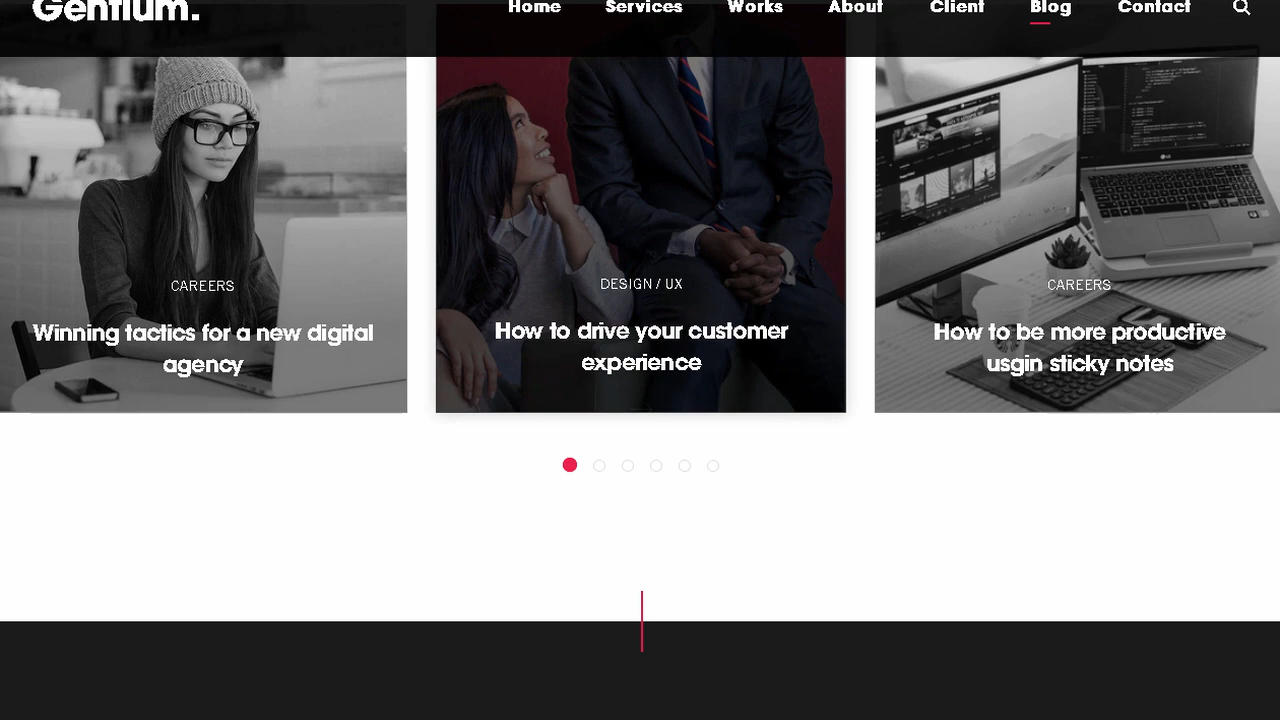 Gentium.
Home Services Works About Client Blog Contact
CAREERS
Winning tactics for a new digital
agency
DESIGN / UX
How to drive your customer
experience
CAREERS
How to be more productive
usgin sticky notes